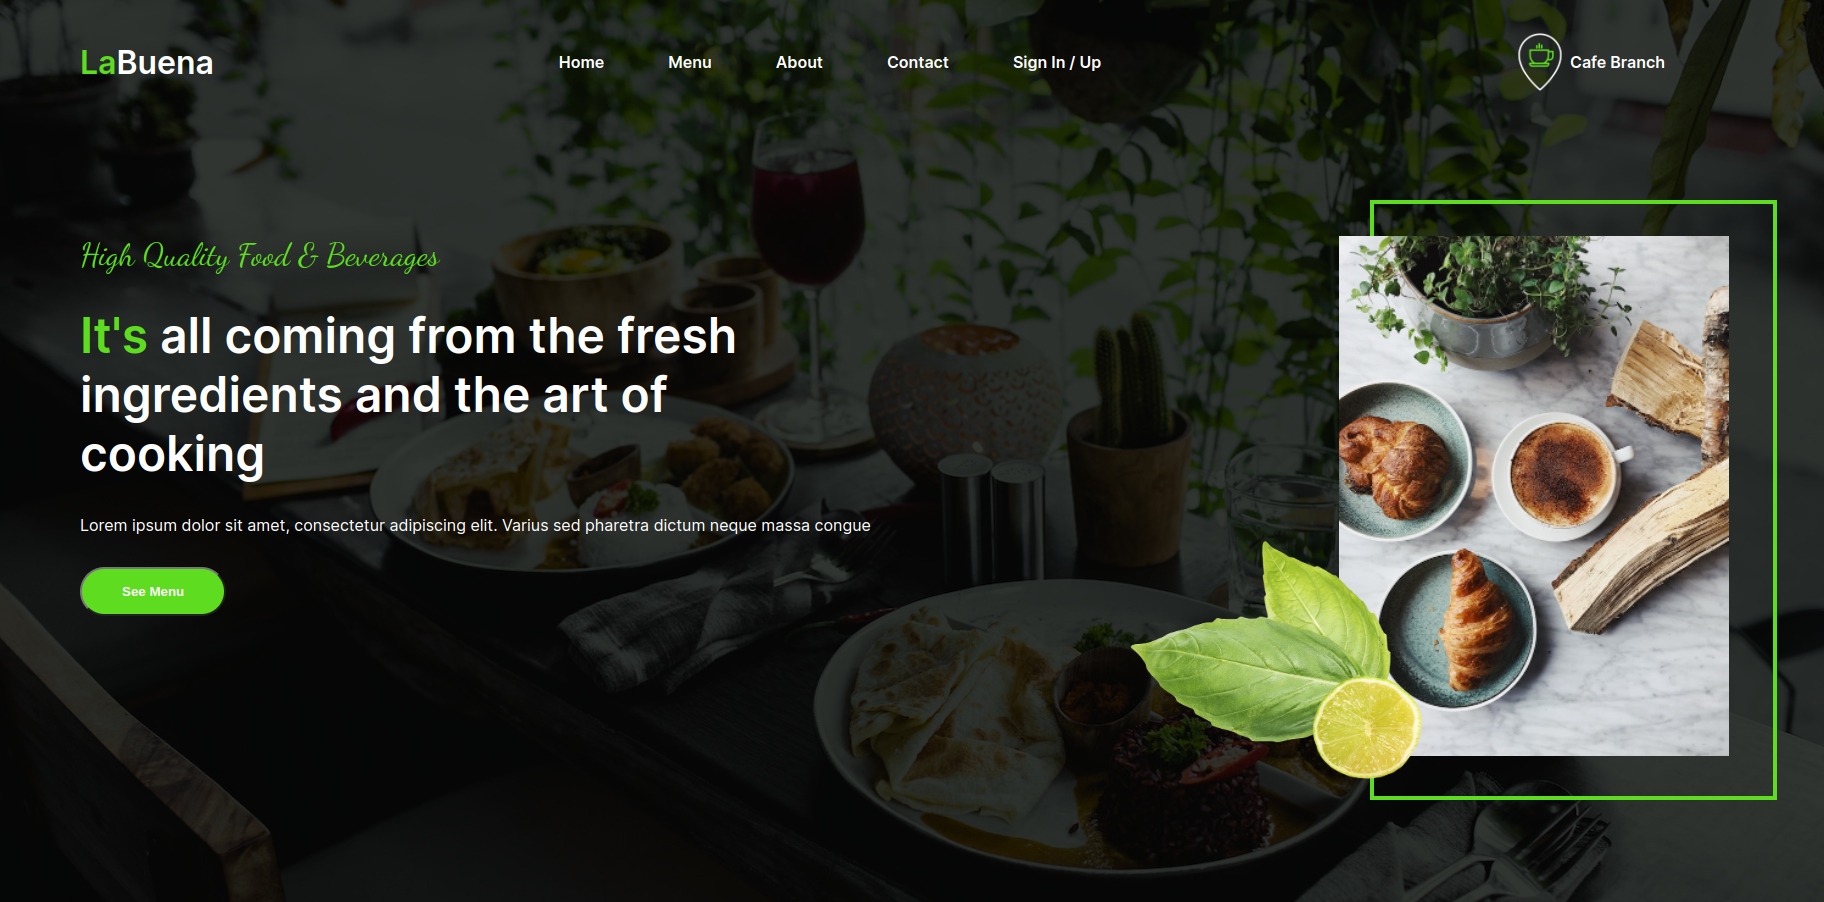 LaBuena
Home Menu About Contact Sign In / Up
Cafe Branch
High Quality Food & Beverages
It's all coming from the fresh
ingredients and the art of
cooking
Lorem ipsum dolor sit amet, consectetur adipiscing elit. Varius sed pharetra dictum neque massa congue
See Menu